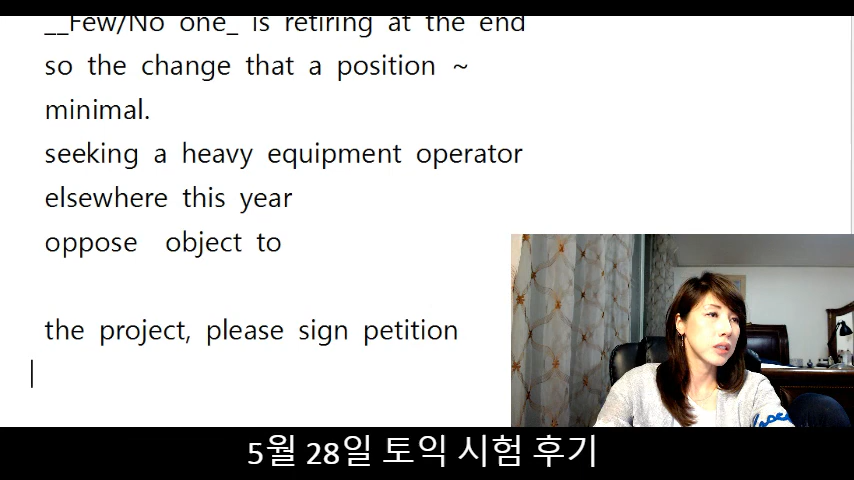 __Few/No one_ is retiring at the end
so the change that a position ~
minimal.
seeking a heavy equipment operator
elsewhere this year
oppose object to
the project, please sign petition
5월 28일 토익 시험 후기